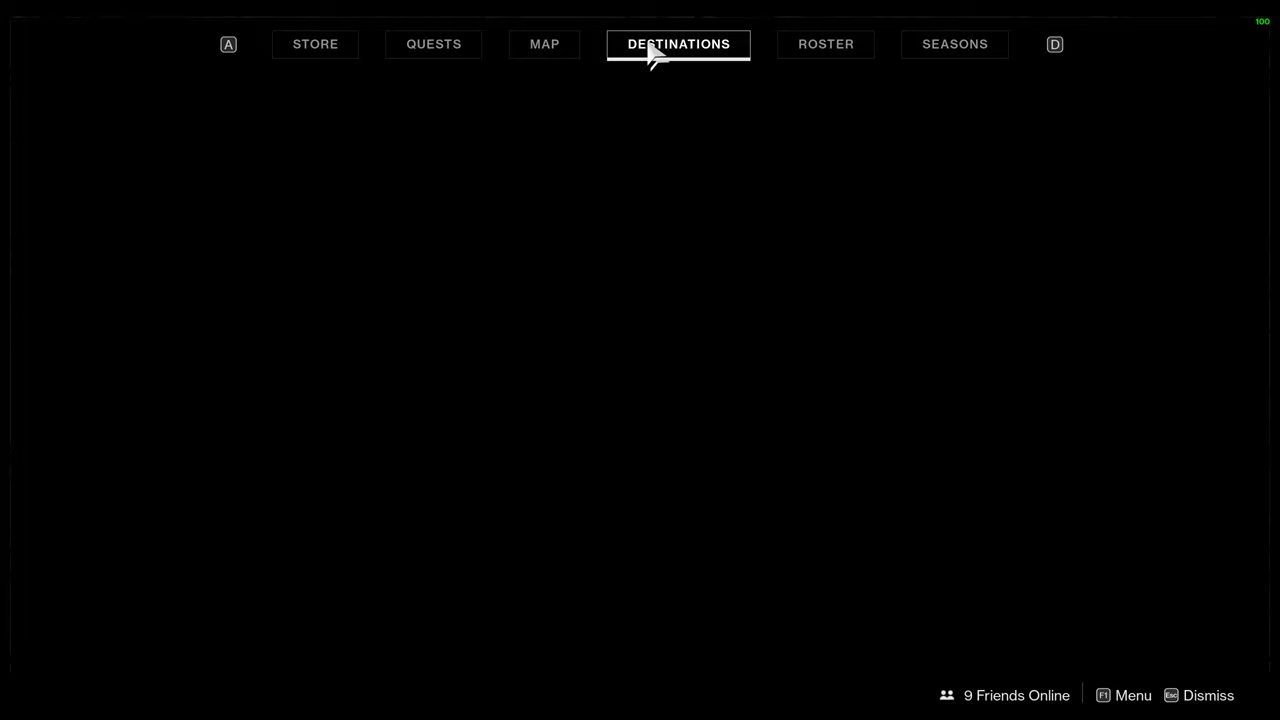 100
A STORE QUESTS MAP DESTINATIONS ROSTER SEASONS D
9 Friends Online F1 Menu Esc Dismiss